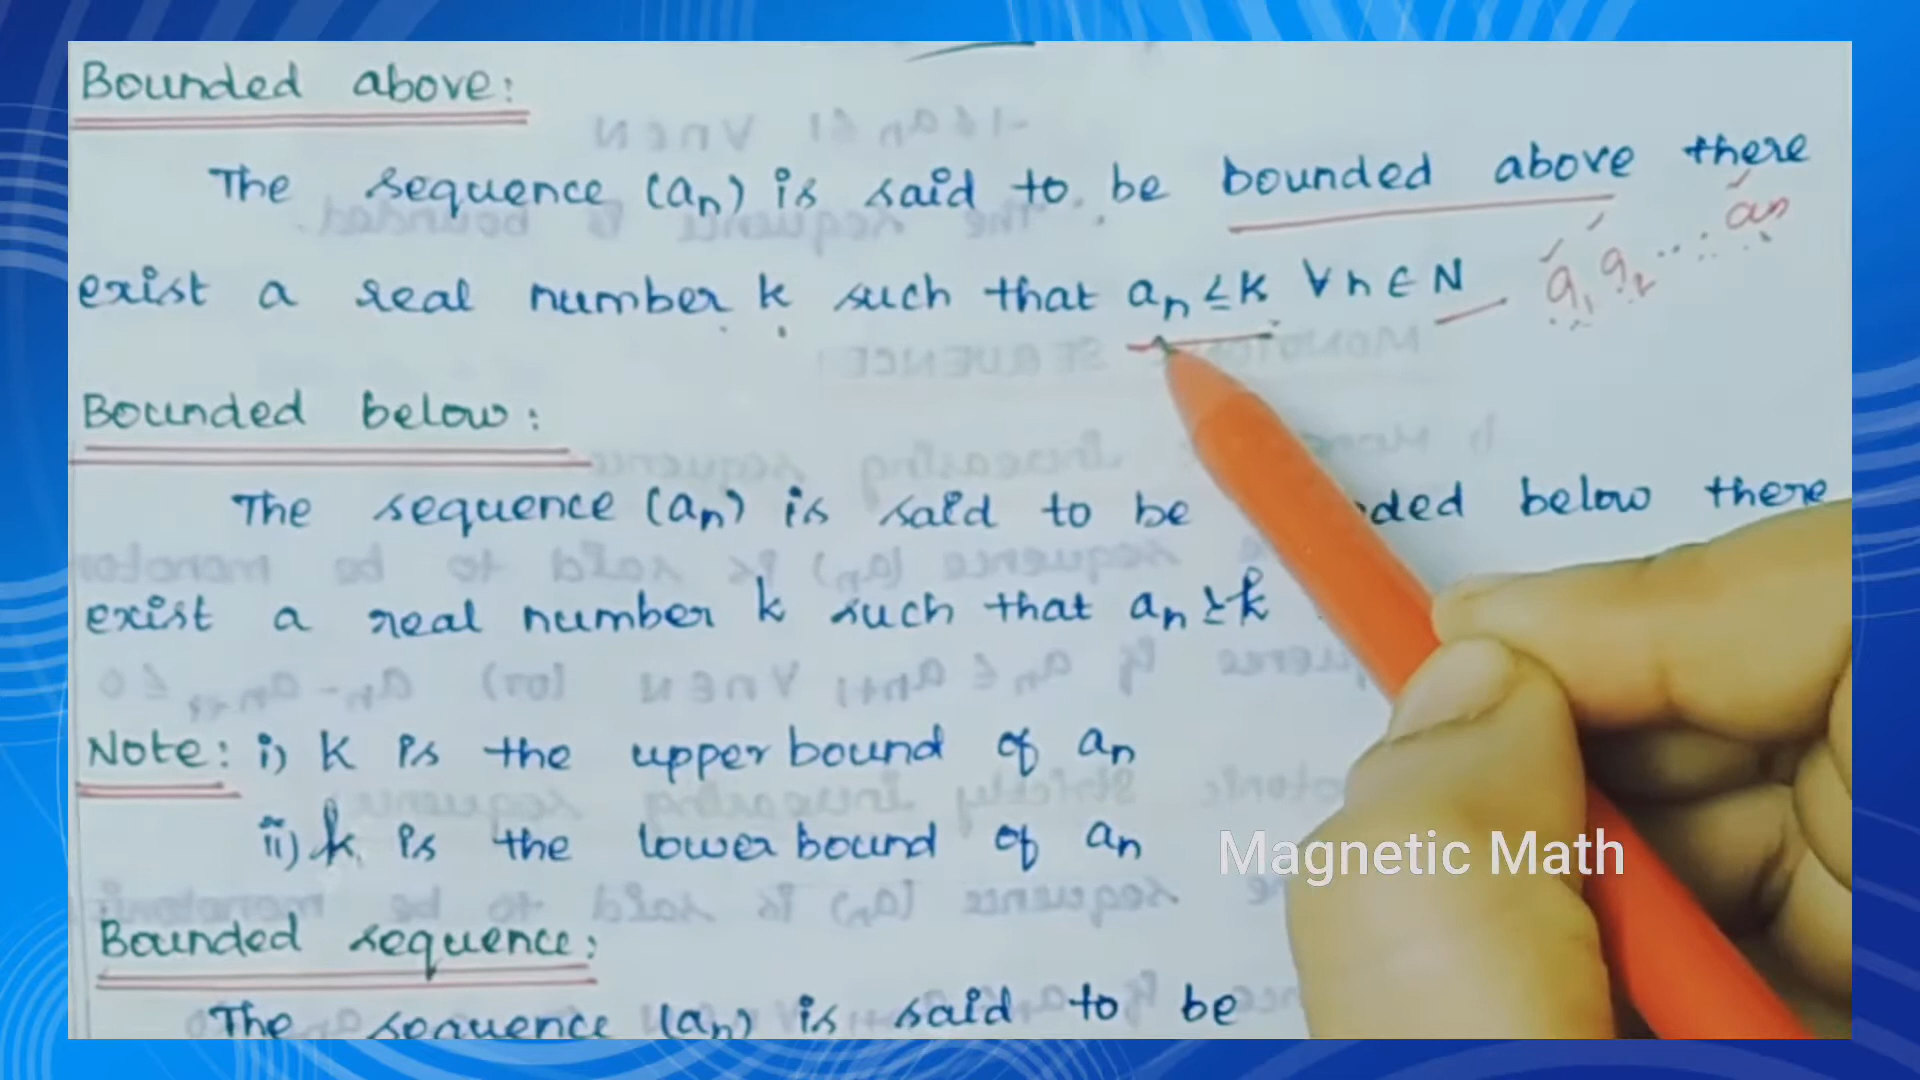 Bounded above:
The sequence (an) is said to be bounded above there
an
exist a real number k such that an ≤ k ∀ n ∈ N a1 a2 ......
Bounded below:
The sequence (an) is said to be ded below there
exist a real number k such that an ≥ k
Note: i) K is the upper bound of an
ii) k is the lower bound of an
Magnetic Math
Bounded sequence:
The sequence (an) is said to be